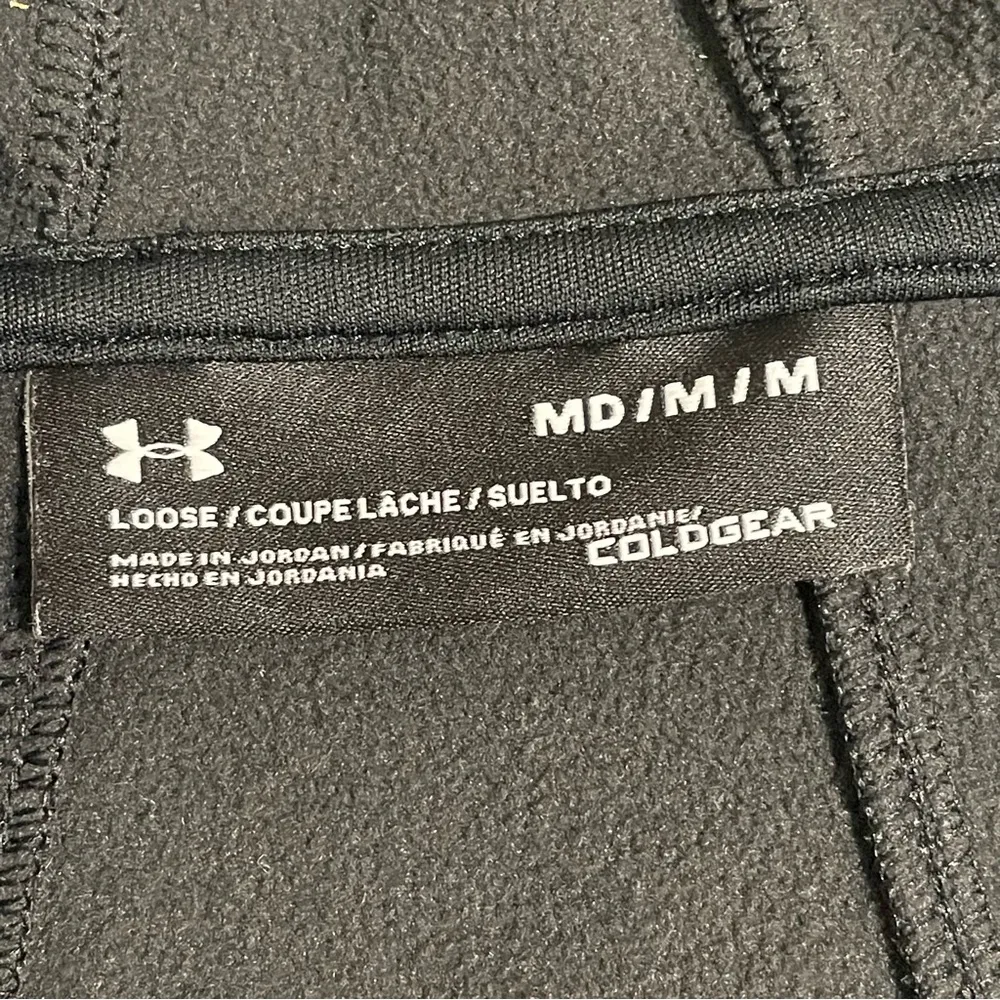 MD / M / M
LOOSE / COUPE LÂCHE / SUELTO
MADE IN JORDAN / FABRIQUÉ EN JORDANIE/
HECHO EN JORDANIA
COLDGEAR